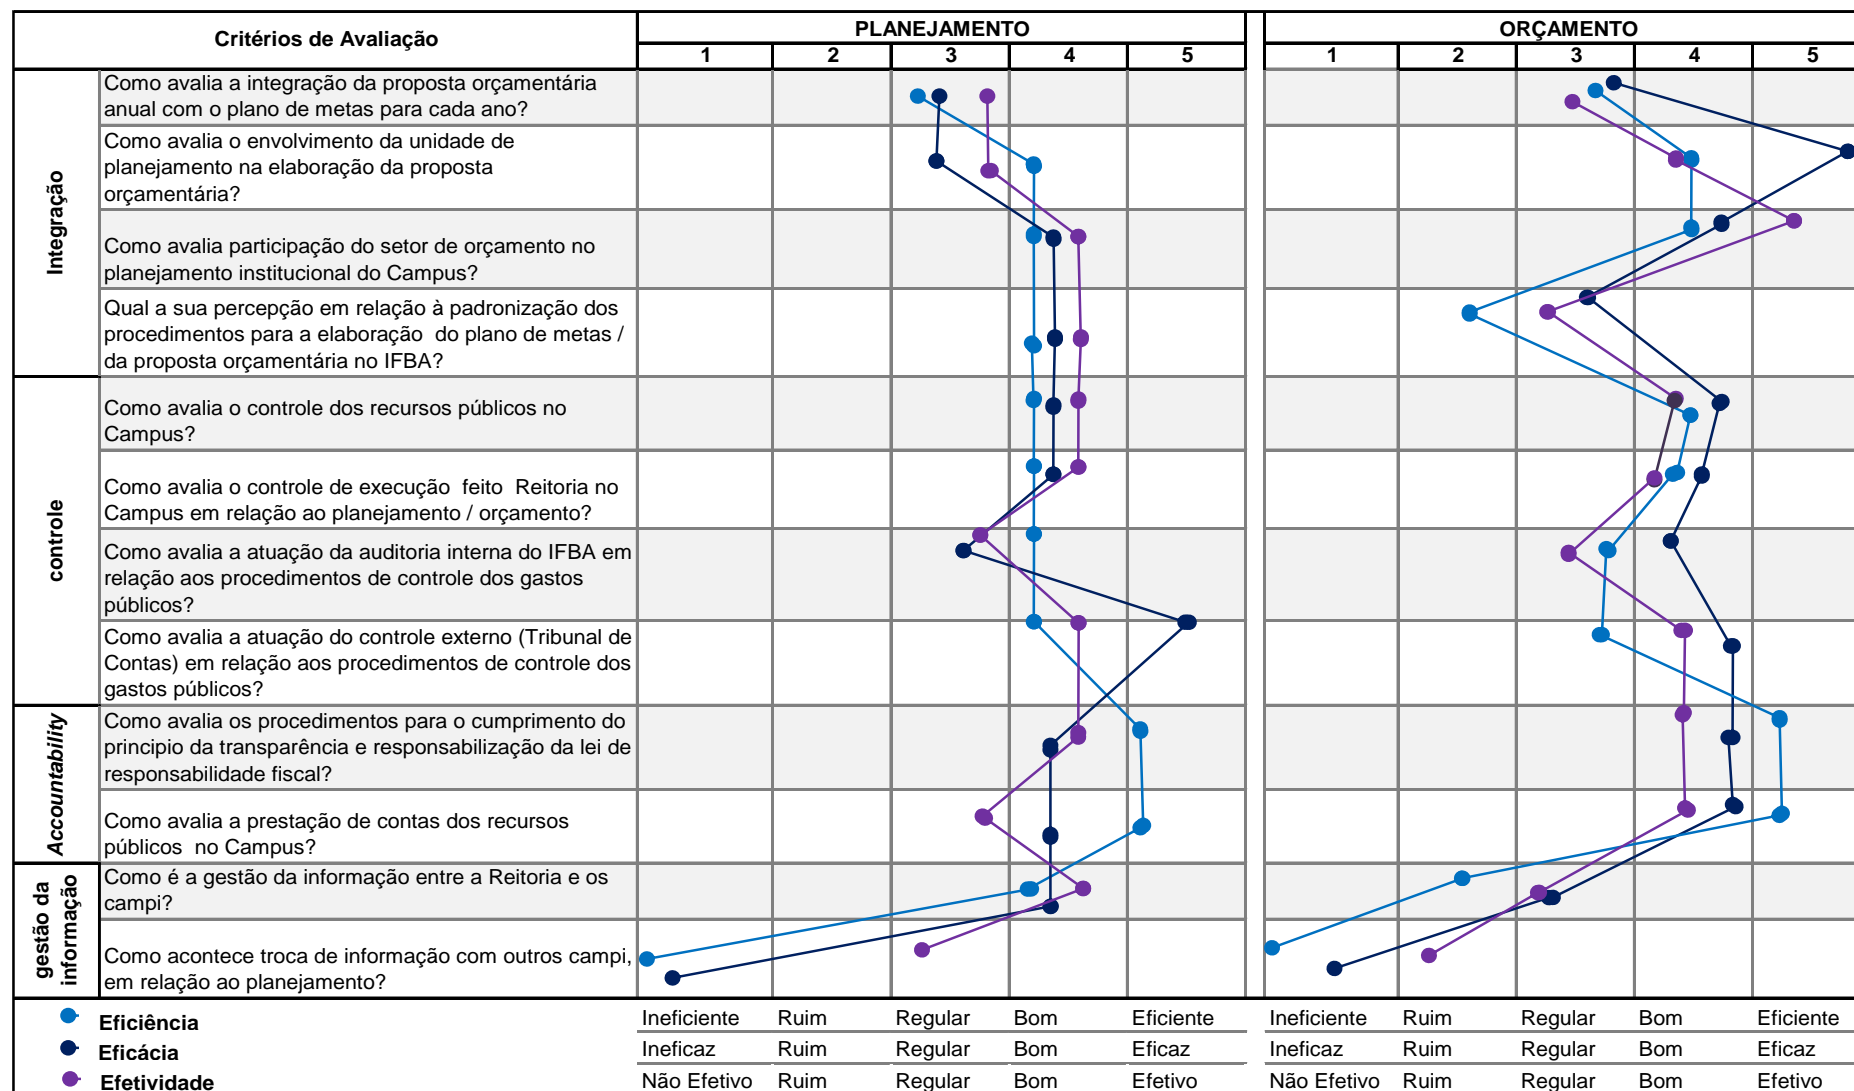 Critérios de Avaliação
PLANEJAMENTO
ORÇAMENTO
1 2 3 4 5
1 2 3 4 5
Integração
Como avalia a integração da proposta orçamentária
anual com o plano de metas para cada ano?
Como avalia o envolvimento da unidade de
planejamento na elaboração da proposta
orçamentária?
Como avalia participação do setor de orçamento no
planejamento institucional do Campus?
Qual a sua percepção em relação à padronização dos
procedimentos para a elaboração do plano de metas /
da proposta orçamentária no IFBA?
controle
Como avalia o controle dos recursos públicos no
Campus?
Como avalia o controle de execução feito Reitoria no
Campus em relação ao planejamento / orçamento?
Como avalia a atuação da auditoria interna do IFBA em
relação aos procedimentos de controle dos gastos
públicos?
Como avalia a atuação do controle externo (Tribunal de
Contas) em relação aos procedimentos de controle dos
gastos públicos?
Accountability
Como avalia os procedimentos para o cumprimento do
principio da transparência e responsabilização da lei de
responsabilidade fiscal?
Como avalia a prestação de contas dos recursos
públicos no Campus?
gestão da
informação
Como é a gestão da informação entre a Reitoria e os
campi?
Como acontece troca de informação com outros campi,
em relação ao planejamento?
Eficiência
Ineficiente Ruim Regular Bom Eficiente
Ineficiente Ruim Regular Bom Eficiente
Eficácia
Ineficaz Ruim Regular Bom Eficaz
Ineficaz Ruim Regular Bom Eficaz
Efetividade
Não Efetivo Ruim Regular Bom Efetivo
Não Efetivo Ruim Regular Bom Efetivo